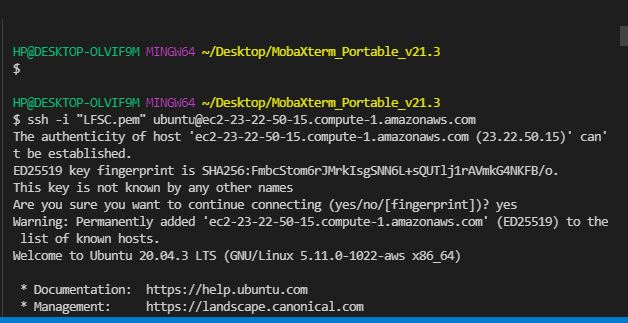 HP@DESKTOP-OLVIF9M MINGW64 ~/Desktop/MobaXterm_Portable_v21.3
$
HP@DESKTOP-OLVIF9M MINGW64 ~/Desktop/MobaXterm_Portable_v21.3
$ ssh -i "LFSC.pem" ubuntu@ec2-23-22-50-15.compute-1.amazonaws.com
The authenticity of host 'ec2-23-22-50-15.compute-1.amazonaws.com (23.22.50.15)' can'
t be established.
ED25519 key fingerprint is SHA256:FmbcStom6rJMrkIsgSNN6L+sQUTlj1rAVmkG4NKFB/o.
This key is not known by any other names
Are you sure you want to continue connecting (yes/no/[fingerprint])? yes
Warning: Permanently added 'ec2-23-22-50-15.compute-1.amazonaws.com' (ED25519) to the
 list of known hosts.
Welcome to Ubuntu 20.04.3 LTS (GNU/Linux 5.11.0-1022-aws x86_64)
 * Documentation:  https://help.ubuntu.com
 * Management:     https://landscape.canonical.com